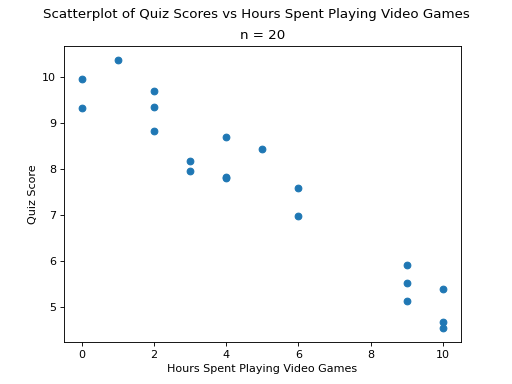 Scatterplot of Quiz Scores vs Hours Spent Playing Video Games
n = 20
10
9
8
7
6
5
Quiz Score
0 2 4 6 8 10
Hours Spent Playing Video Games